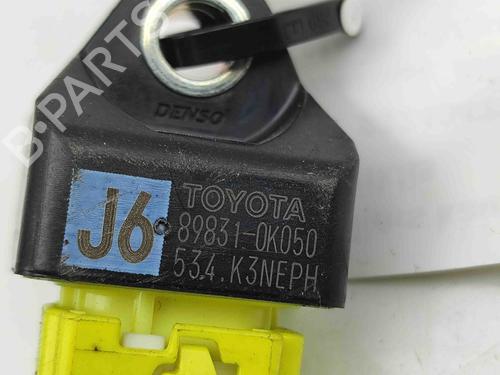 DENSO
J6
TOYOTA
89831-0K050
534.K3NEPH
B-PARTS